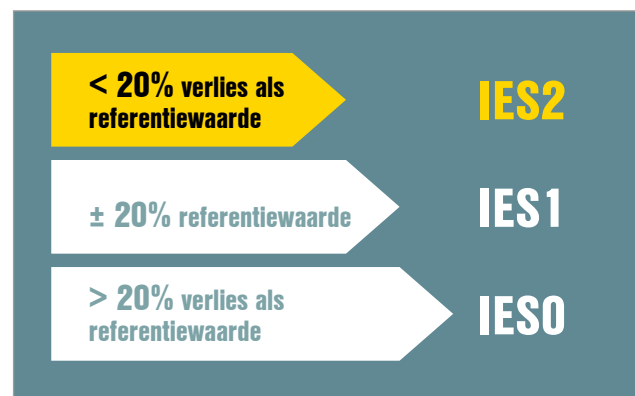 < 20% verlies als
referentiewaarde
IES2
± 20% referentiewaarde
IES1
> 20% verlies als
referentiewaarde
IES0